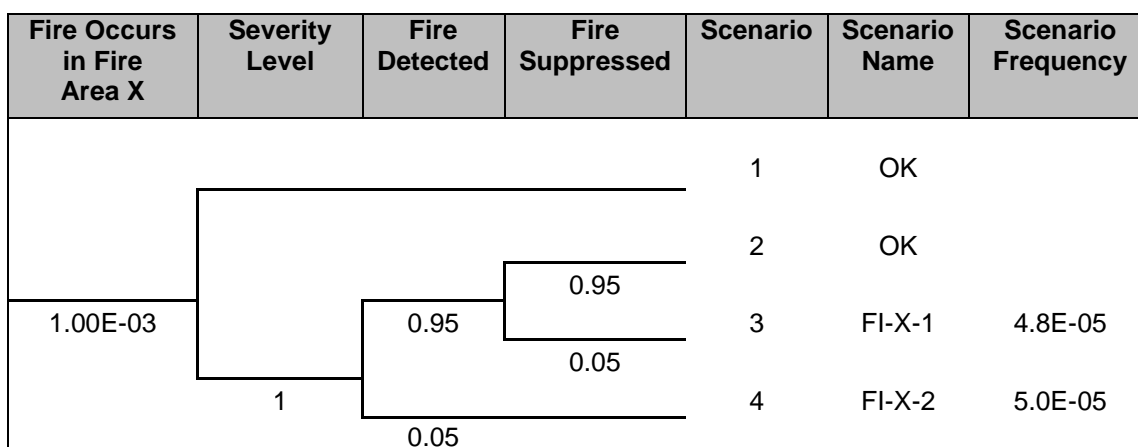 Fire Occurs in Fire Area X
Severity Level
Fire Detected
Fire Suppressed
Scenario
Scenario Name
Scenario Frequency
1 OK
2 OK
0.95
1.00E-03 0.95 3 FI-X-1 4.8E-05
0.05
1 4 FI-X-2 5.0E-05
0.05